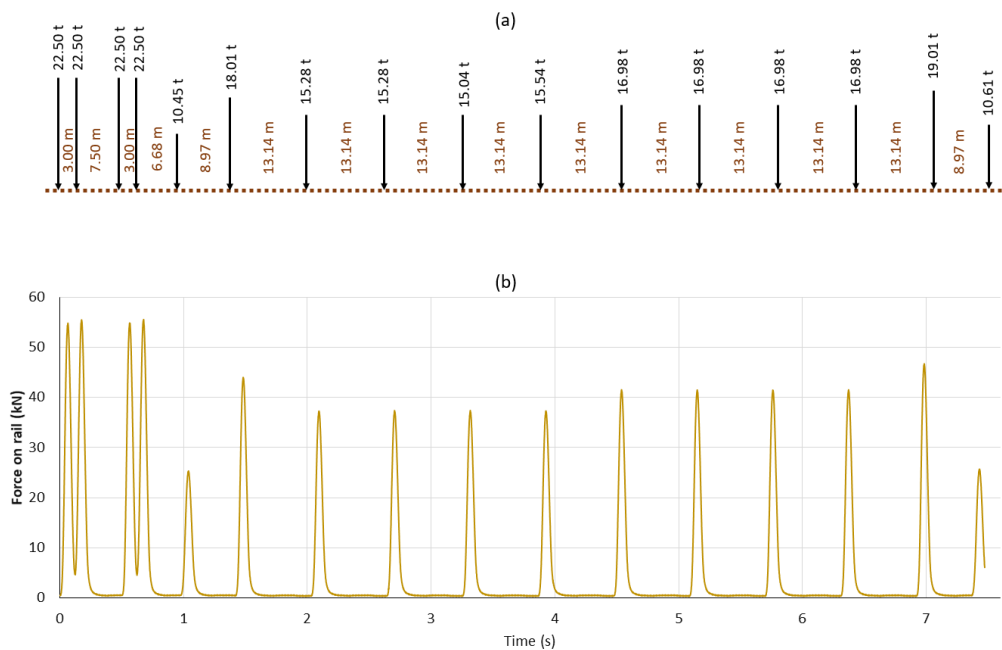 (a)
22.50 t
22.50 t
22.50 t
22.50 t
10.45 t
18.01 t
15.28 t
15.28 t
15.04 t
15.54 t
16.98 t
16.98 t
16.98 t
16.98 t
19.01 t
10.61 t
3.00 m
7.50 m
3.00 m
6.68 m
8.97 m
13.14 m
13.14 m
13.14 m
13.14 m
13.14 m
13.14 m
13.14 m
13.14 m
13.14 m
8.97 m
(b)
Force on rail (kN)
60
50
40
30
20
10
0
0 1 2 3 4 5 6 7
Time (s)